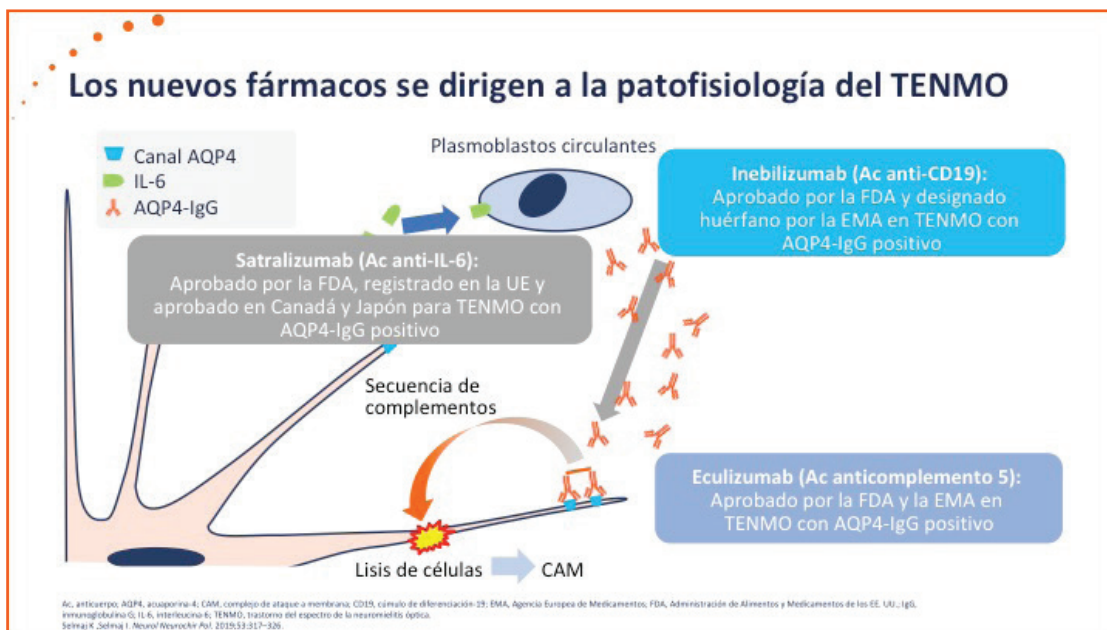 Los nuevos fármacos se dirigen a la patofisiología del TENMO
Canal AQP4
IL-6
AQP4-IgG
Plasmoblastos circulantes
Inebilizumab (Ac anti-CD19):
Aprobado por la FDA y designado
huérfano por la EMA en TENMO con
AQP4-IgG positivo
Satralizumab (Ac anti-IL-6):
Aprobado por la FDA, registrado en la UE y
aprobado en Canadá y Japón para TENMO con
AQP4-IgG positivo
Secuencia de
complementos
Eculizumab (Ac anticomplemento 5):
Aprobado por la FDA y la EMA en
TENMO con AQP4-IgG positivo
Lisis de células
CAM
Ac, anticuerpo; AQP4, acuaporina-4; CAM, complejo de ataque a membrana; CD19, cúmulo de diferenciación-19; EMA, Agencia Europea de Medicamentos; FDA, Administración de Alimentos y Medicamentos de los EE. UU.; IgG,
inmunoglobulina G; IL-6, interleucina-6; TENMO, trastorno del espectro de la neuromielitis óptica.
Selmaj K ,Selmaj I. Neurol Neurochir Pol. 2019;53:317–326.